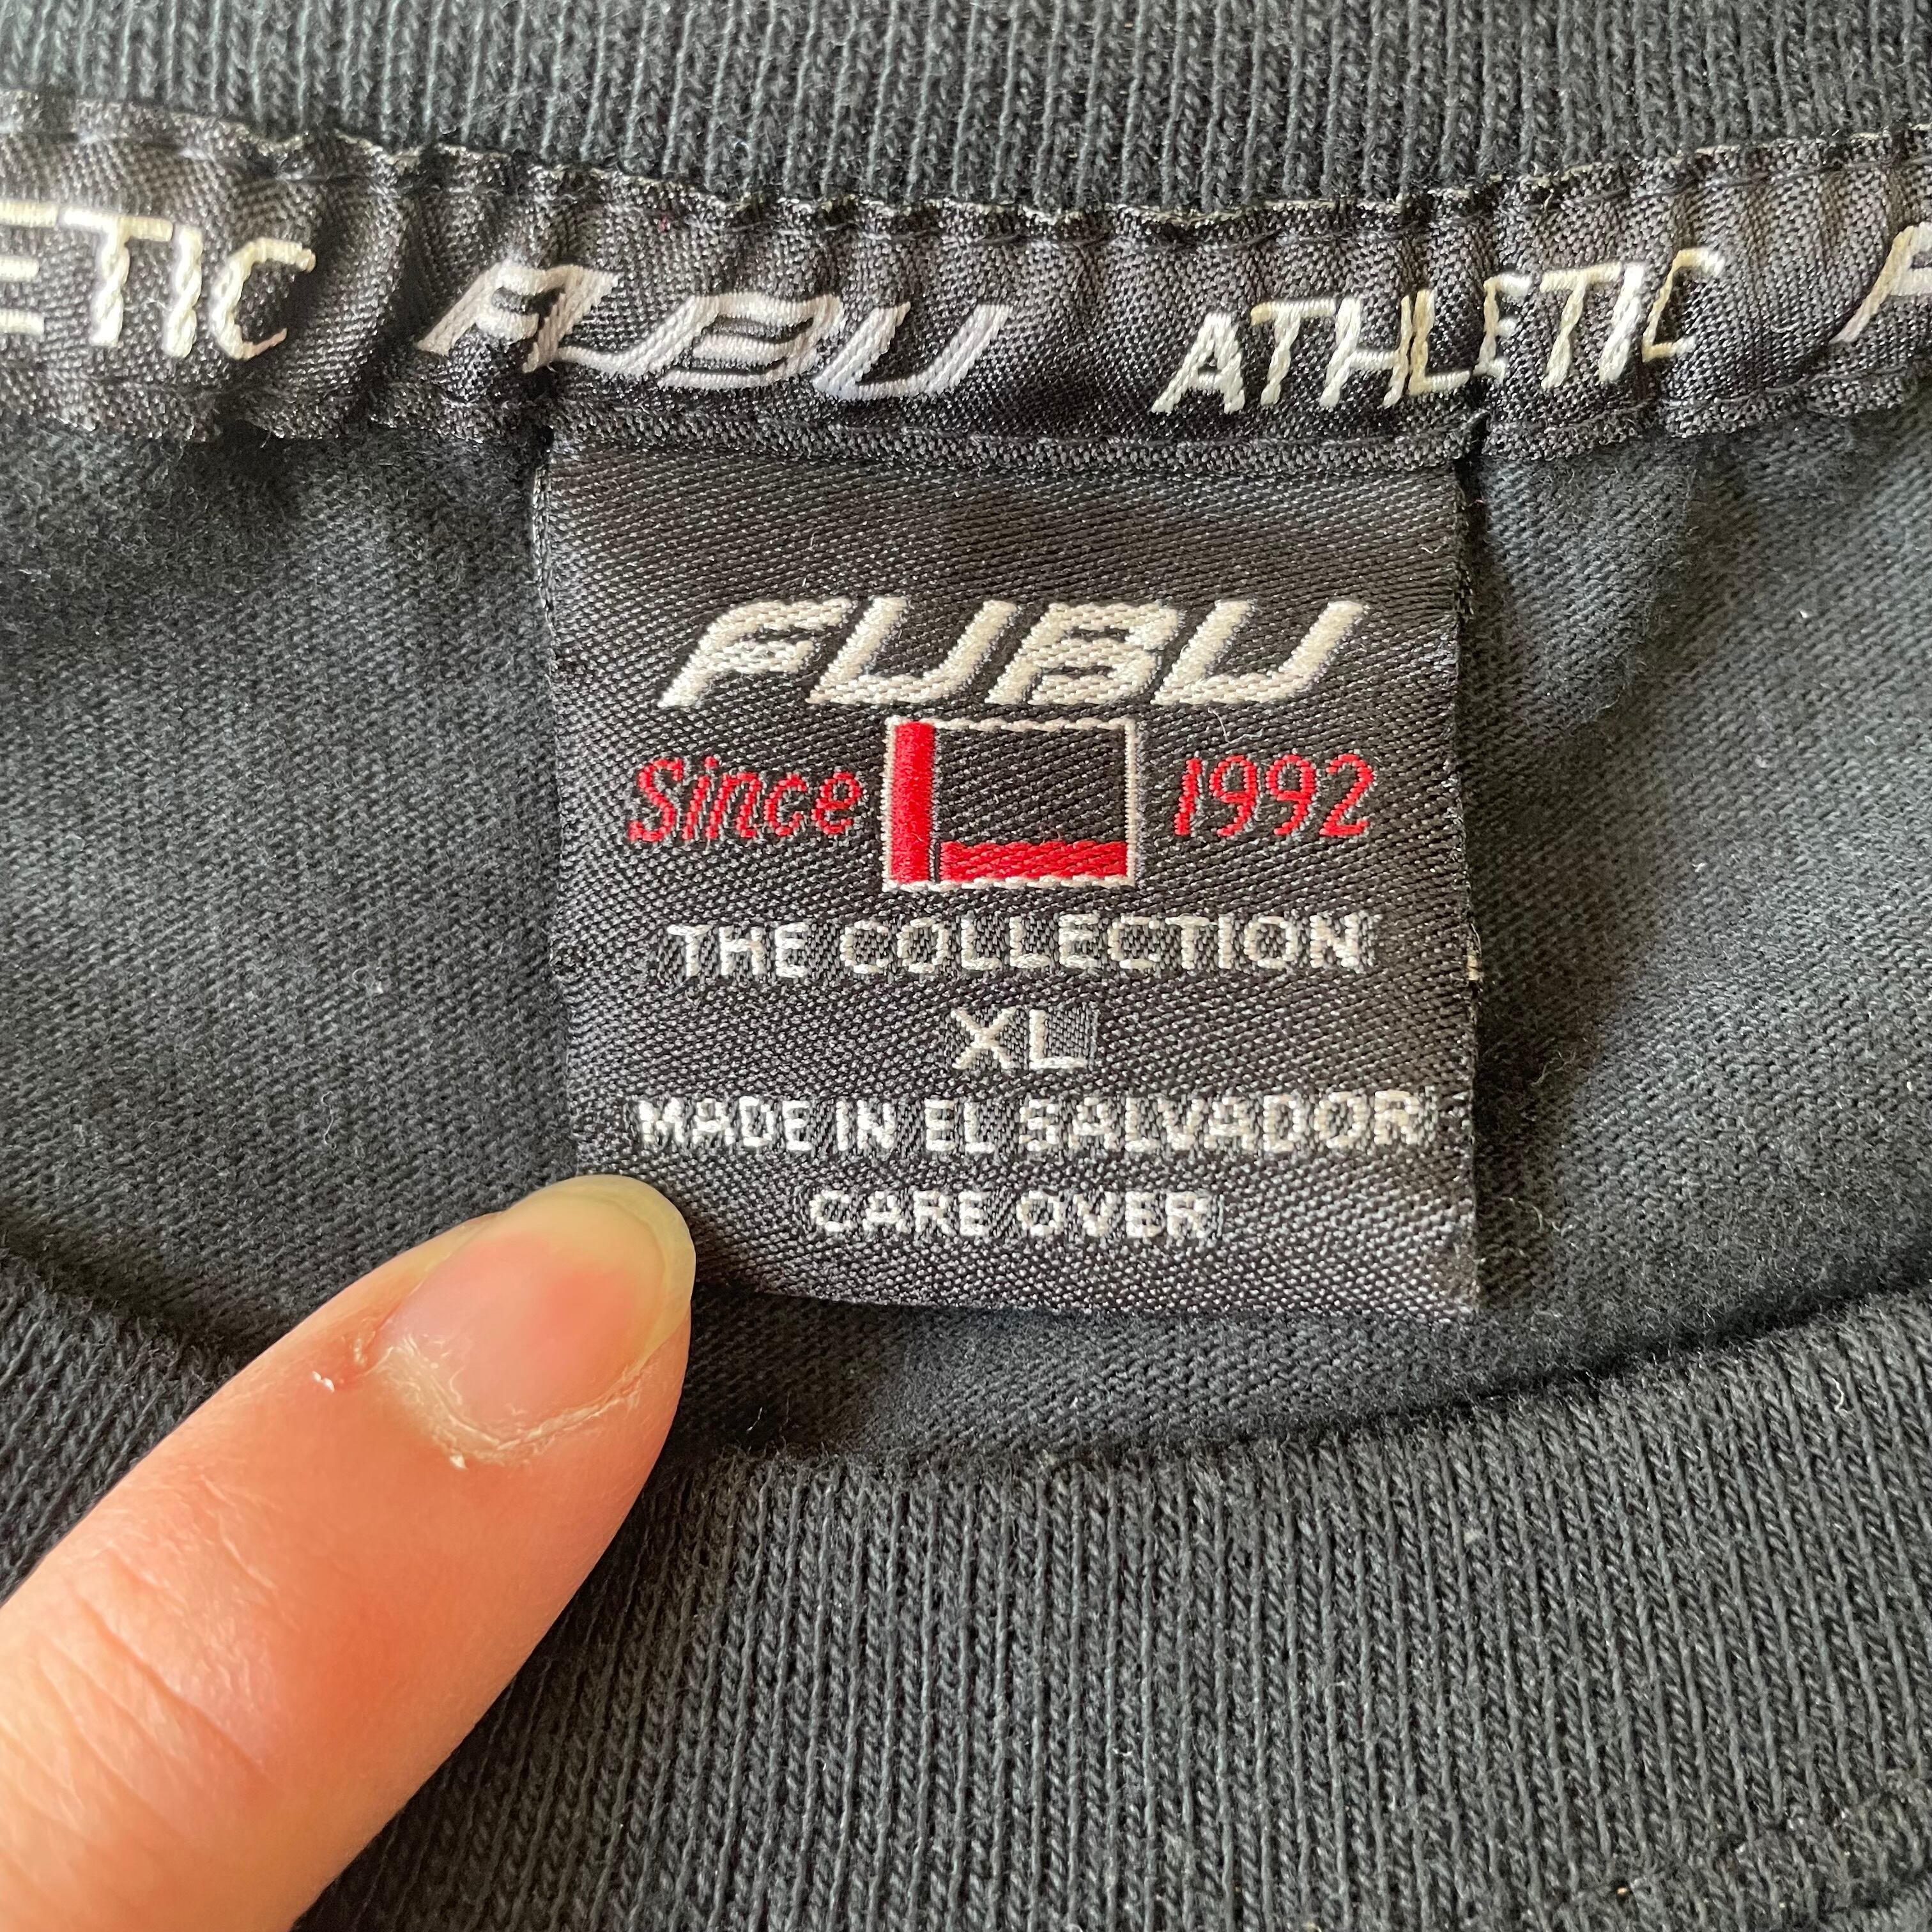 ETIC FUBU ATHLETIC F
FUBU
Since 1992
THE COLLECTION
XL
MADE IN EL SALVADOR
CARE OVER